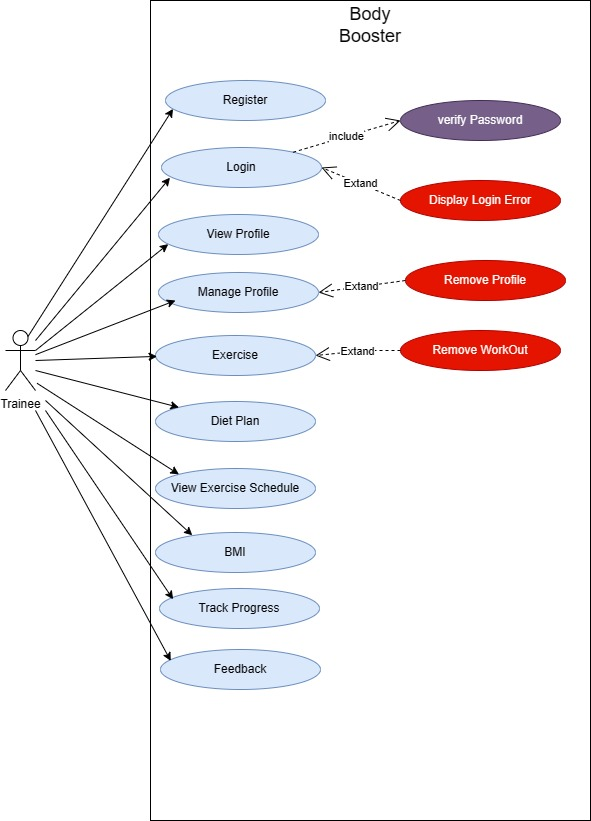 Body
Booster
Register
verify Password
include
Login
Extand
Display Login Error
View Profile
Manage Profile
Extand
Remove Profile
Exercise
Extand
Remove WorkOut
Trainee
Diet Plan
View Exercise Schedule
BMI
Track Progress
Feedback